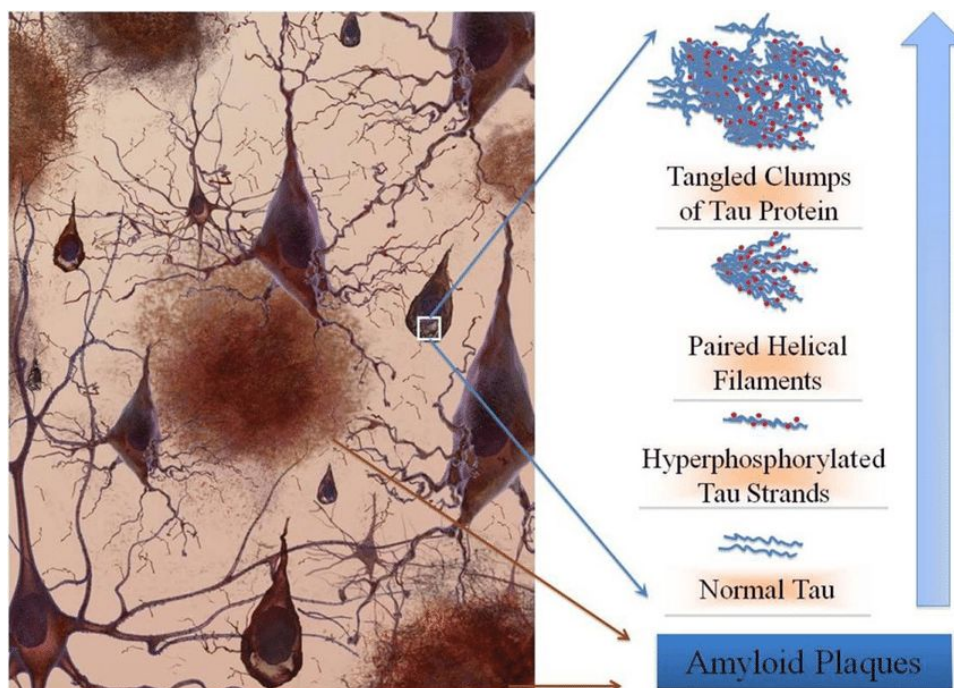 Tangled Clumps
of Tau Protein
Paired Helical
Filaments
Hyperphosphorylated
Tau Strands
Normal Tau
Amyloid Plaques